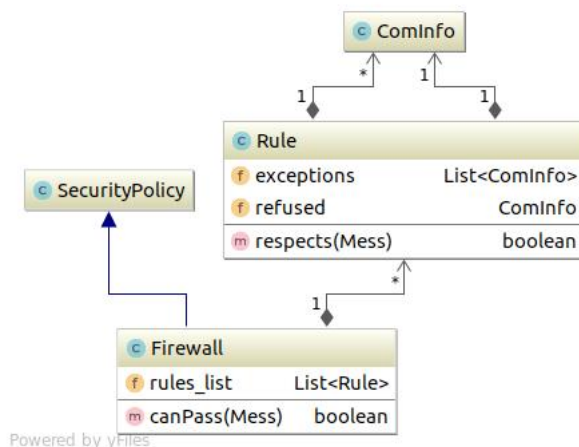 C ComInfo
* 1
1 1
C Rule
f exceptions List<ComInfo>
f refused ComInfo
m respects(Mess) boolean
C SecurityPolicy
*
1
C Firewall
f rules_list List<Rule>
m canPass(Mess) boolean
Powered by yFiles